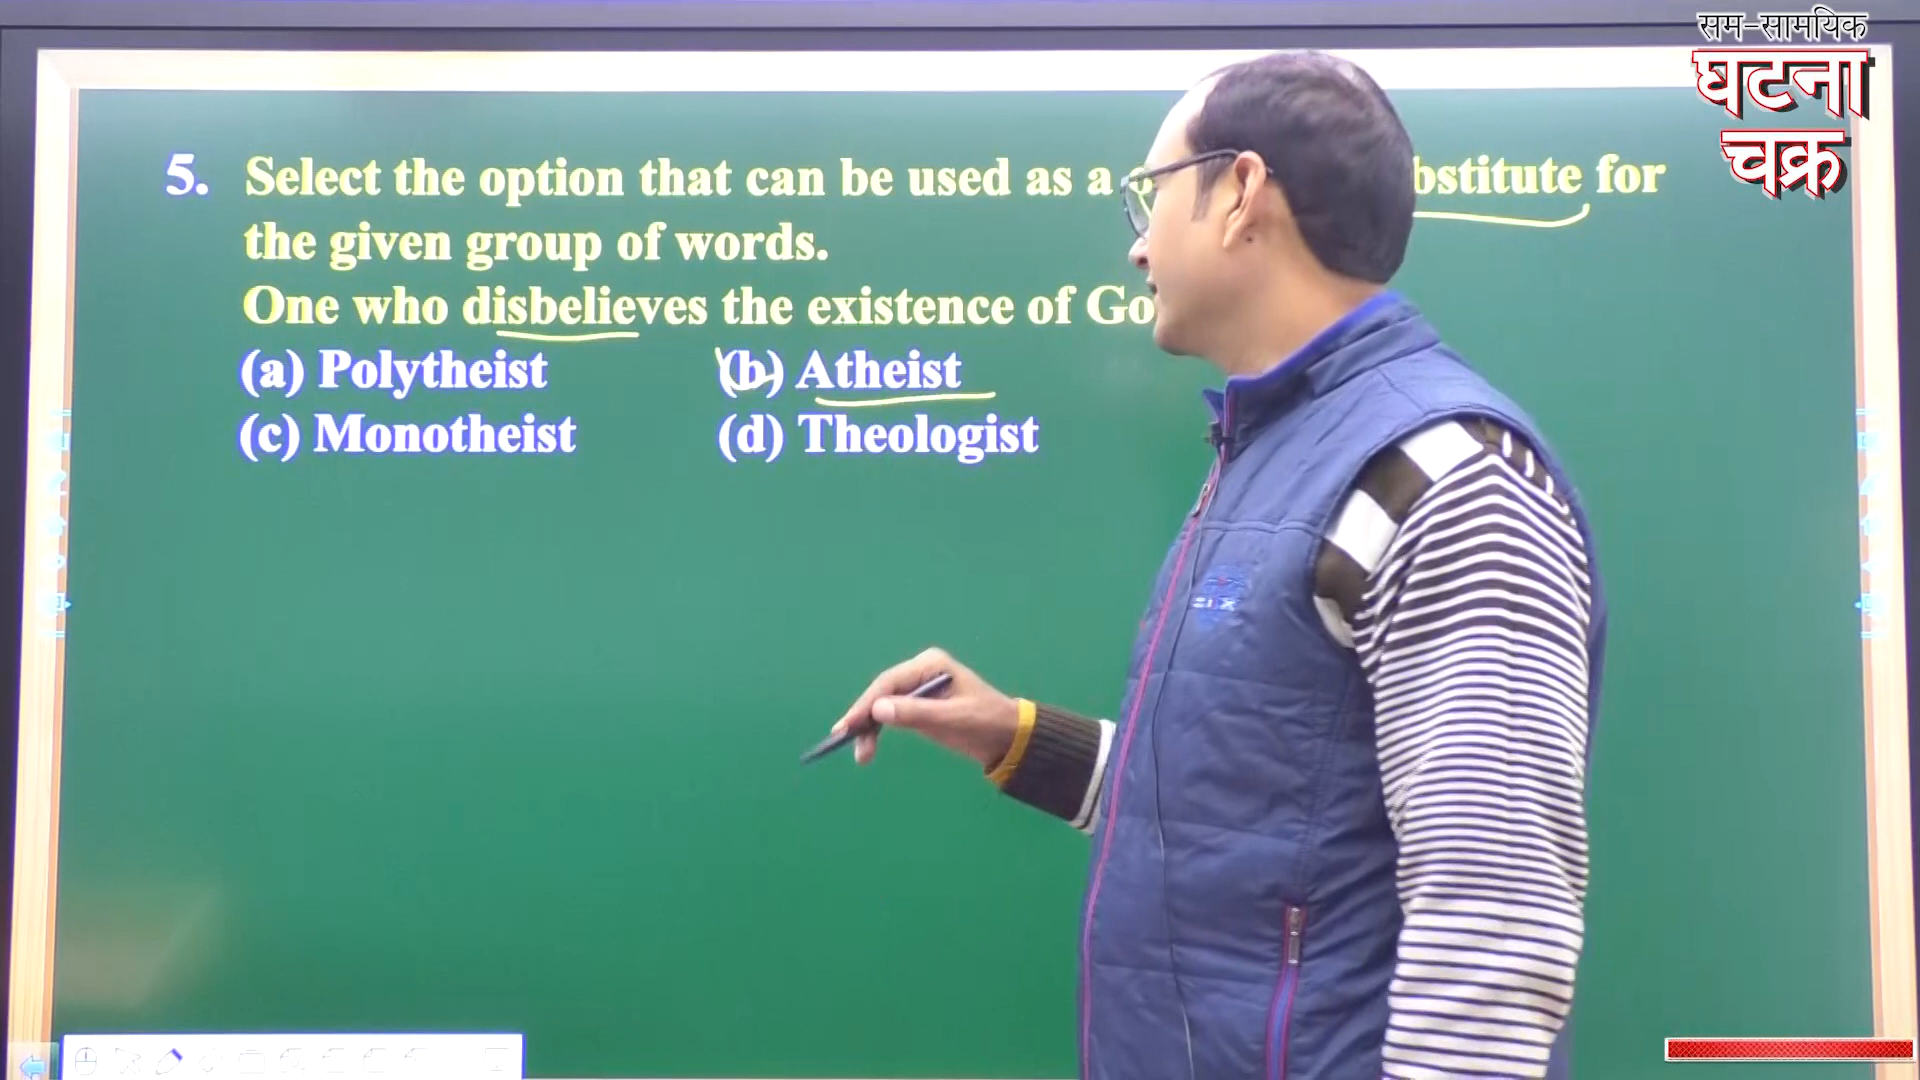 सम-सामयिक
घटना
चक्र
5. Select the option that can be used as a bstitute for
the given group of words.
One who disbelieves the existence of Go
(a) Polytheist (b) Atheist
(c) Monotheist (d) Theologist